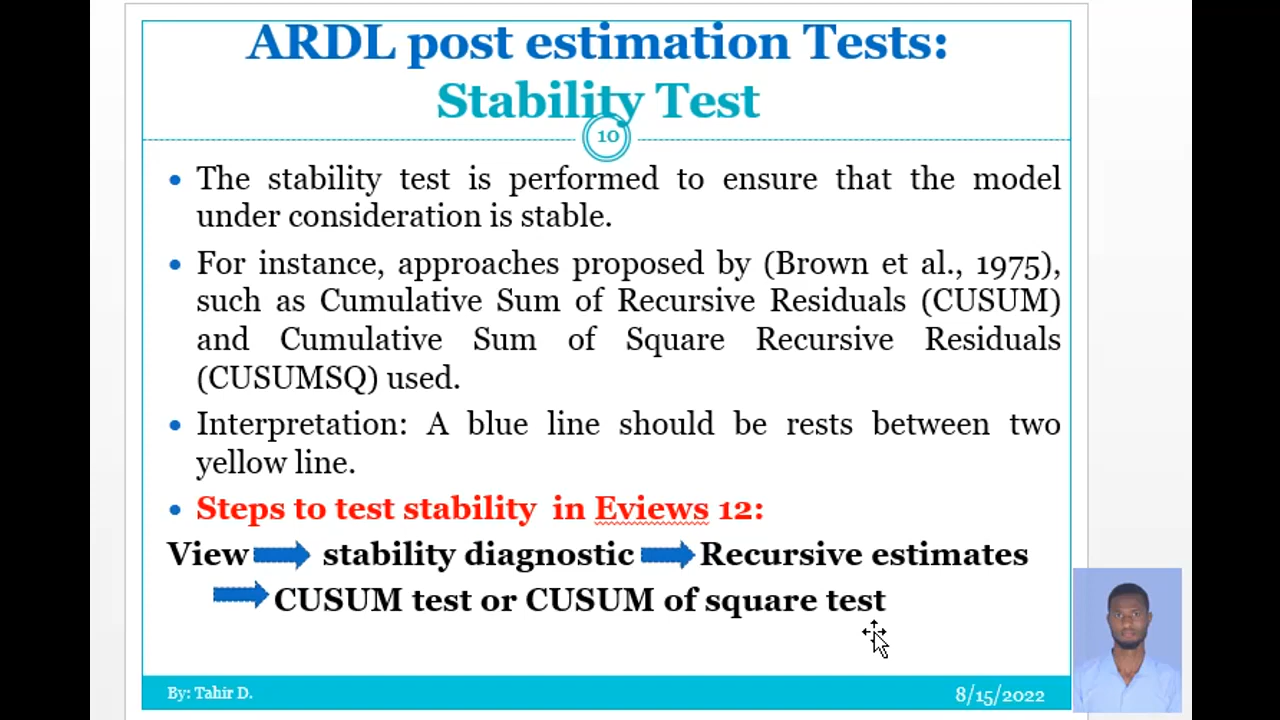 ARDL post estimation Tests:
Stability Test
10
• The stability test is performed to ensure that the model
under consideration is stable.
• For instance, approaches proposed by (Brown et al., 1975),
such as Cumulative Sum of Recursive Residuals (CUSUM)
and Cumulative Sum of Square Recursive Residuals
(CUSUMSQ) used.
• Interpretation: A blue line should be rests between two
yellow line.
• Steps to test stability in Eviews 12:
View stability diagnostic Recursive estimates
CUSUM test or CUSUM of square test
By: Tahir D.
8/15/2022